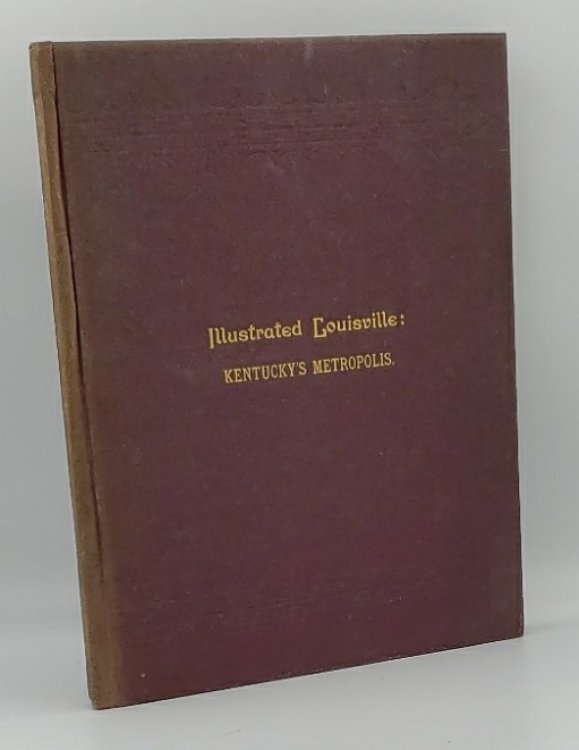 Illustrated Louisville:
KENTUCKY'S METROPOLIS.